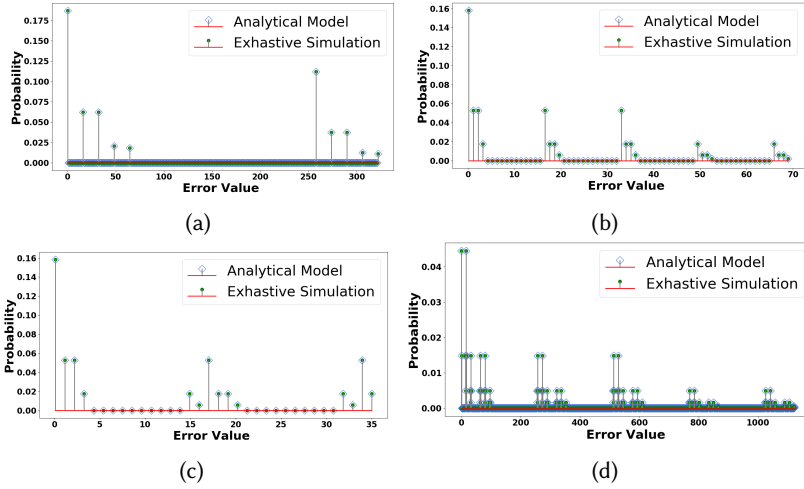 Analytical Model
Exhastive Simulation
Probability
0.175
0.150
0.125
0.100
0.075
0.050
0.025
0.000
0 50 100 150 200 250 300
Error Value
(a)
Analytical Model
Exhastive Simulation
Probability
0.16
0.14
0.12
0.10
0.08
0.06
0.04
0.02
0.00
0 10 20 30 40 50 60 70
Error Value
(b)
Analytical Model
Exhastive Simulation
Probability
0.16
0.14
0.12
0.10
0.08
0.06
0.04
0.02
0.00
0 5 10 15 20 25 30 35
Error Value
(c)
Analytical Model
Exhastive Simulation
Probability
0.04
0.03
0.02
0.01
0.00
0 200 400 600 800 1000
Error Value
(d)